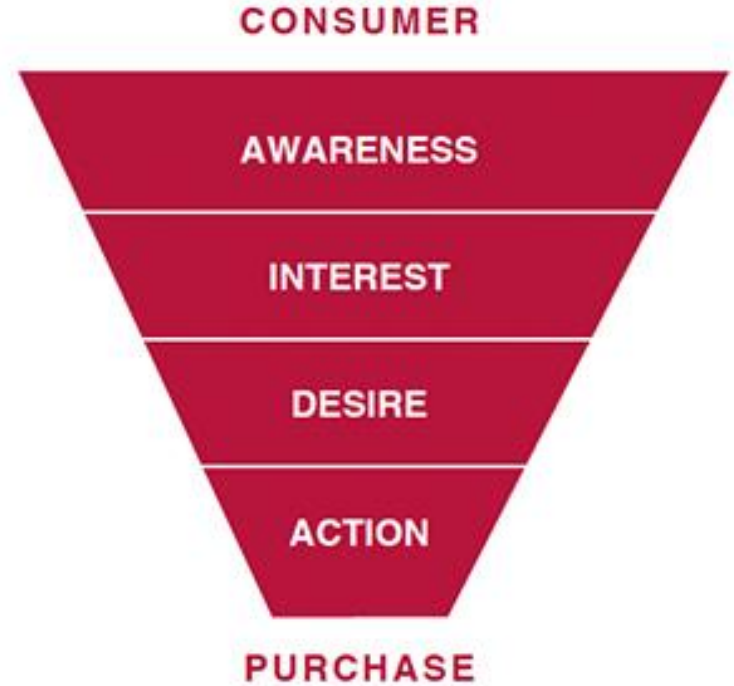 CONSUMER
AWARENESS
INTEREST
DESIRE
ACTION
PURCHASE